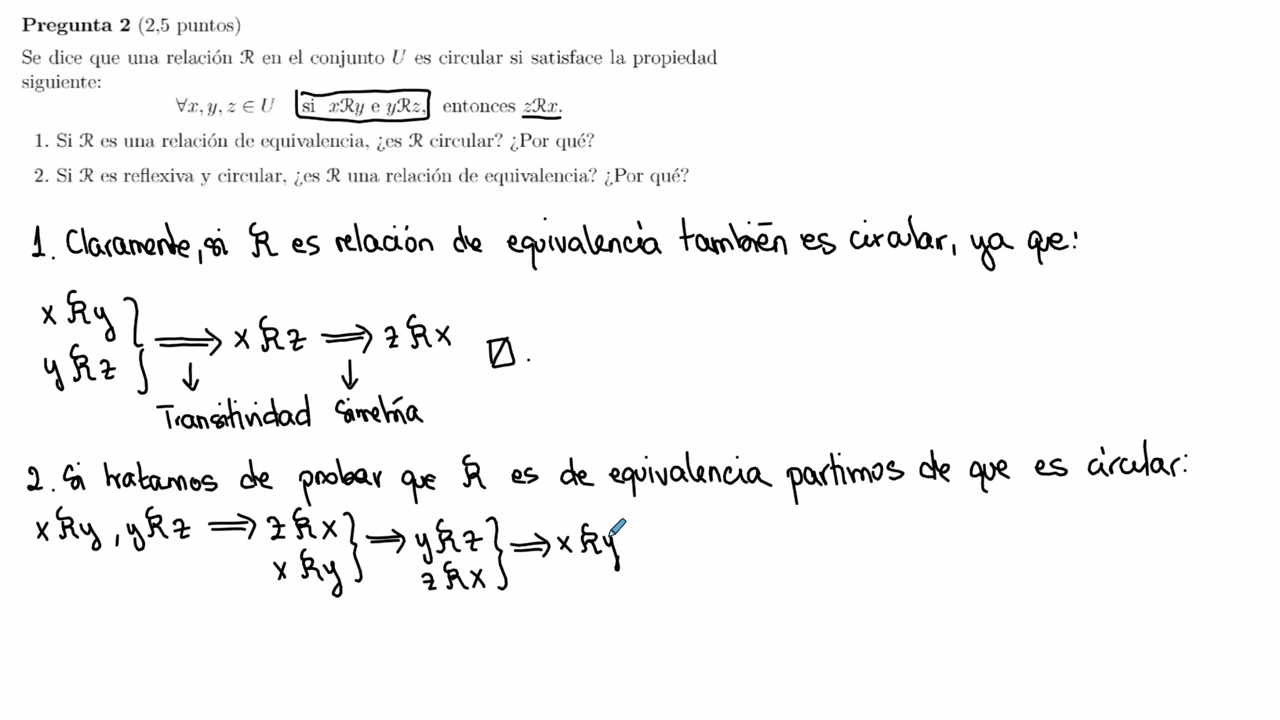 Pregunta 2 (2,5 puntos)
Se dice que una relación ℛ en el conjunto U es circular si satisface la propiedad
siguiente:
∀x, y, z ∈ U si xℛy e yℛz, entonces zℛx.
1. Si ℛ es una relación de equivalencia, ¿es ℛ circular? ¿Por qué?
2. Si ℛ es reflexiva y circular, ¿es ℛ una relación de equivalencia? ¿Por qué?
1. Claramente, si ℛ es relación de equivalencia también es circular, ya que:
xℛy
yℛz } ⟹ xℛz ⟹ zℛx ☐.
↓ ↓
Transitividad Simetría
2. Si tratamos de probar que ℛ es de equivalencia partimos de que es circular:
xℛy, yℛz ⟹ zℛx } ⟹ yℛz } ⟹ xℛy
xℛy zℛx